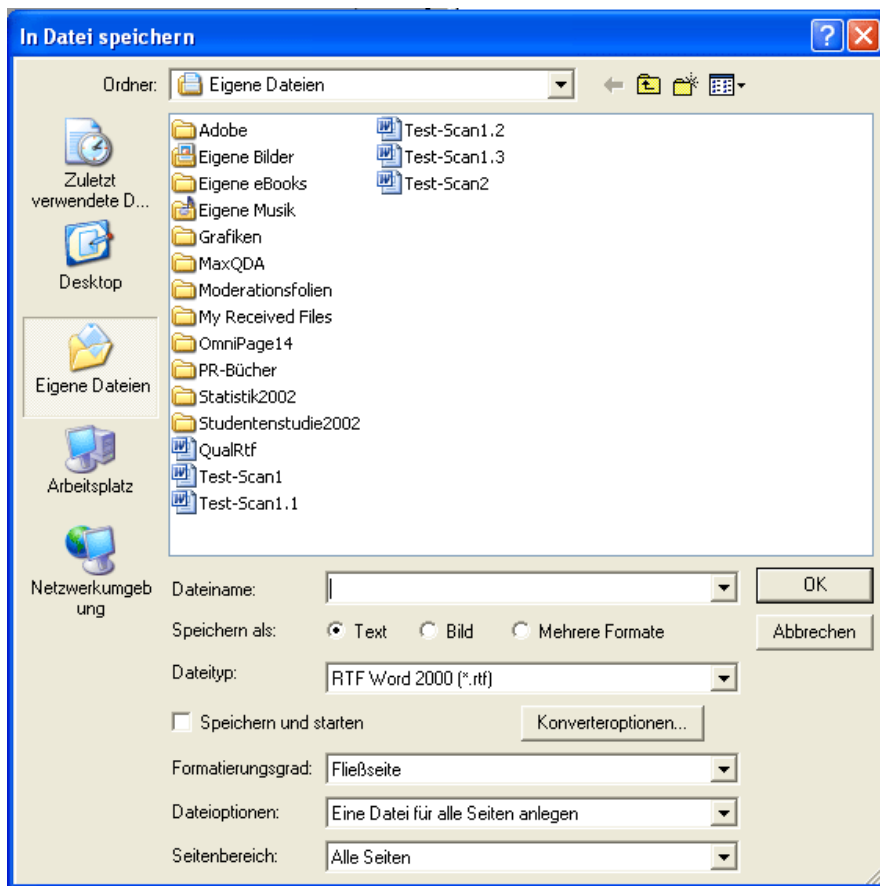 In Datei speichern
Ordner:
Eigene Dateien
Zuletzt
verwendete D...
Desktop
Eigene Dateien
Arbeitsplatz
Netzwerkumgeb
ung
Adobe
Eigene Bilder
Eigene eBooks
Eigene Musik
Grafiken
MaxQDA
Moderationsfolien
My Received Files
OmniPage14
PR-Bücher
Statistik2002
Studentenstudie2002
QualRtf
Test-Scan1
Test-Scan1.1
Test-Scan1.2
Test-Scan1.3
Test-Scan2
Dateiname:
OK
Speichern als:
Text
Bild
Mehrere Formate
Abbrechen
Dateityp:
RTF Word 2000 (*.rtf)
Speichern und starten
Konverteroptionen...
Formatierungsgrad:
Fließseite
Dateioptionen:
Eine Datei für alle Seiten anlegen
Seitenbereich:
Alle Seiten